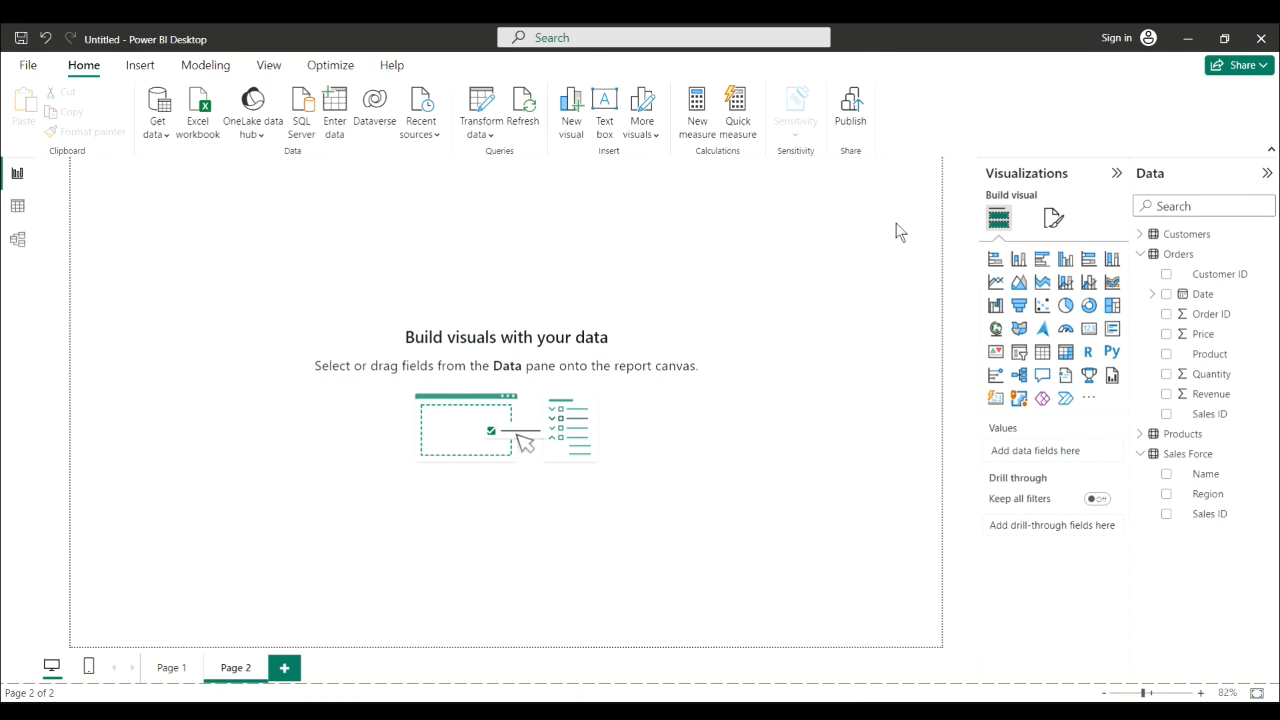 Untitled - Power BI Desktop
Search
Sign in
File
Home
Insert
Modeling
View
Optimize
Help
Share
Paste
Cut
Copy
Format painter
Clipboard
Get data
Excel workbook
OneLake data hub
SQL Server
Enter data
Dataverse
Recent sources
Data
Transform data
Refresh
Queries
New visual
Text box
More visuals
Insert
New measure
Quick measure
Calculations
Sensitivity
Sensitivity
Publish
Share
Build visuals with your data
Select or drag fields from the Data pane onto the report canvas.
Visualizations
Build visual
123
R
Py
Values
Add data fields here
Drill through
Keep all filters
Off
Add drill-through fields here
Data
Search
Customers
Orders
Customer ID
Date
Order ID
Price
Product
Quantity
Revenue
Sales ID
Products
Sales Force
Name
Region
Sales ID
Page 1
Page 2
Page 2 of 2
82%